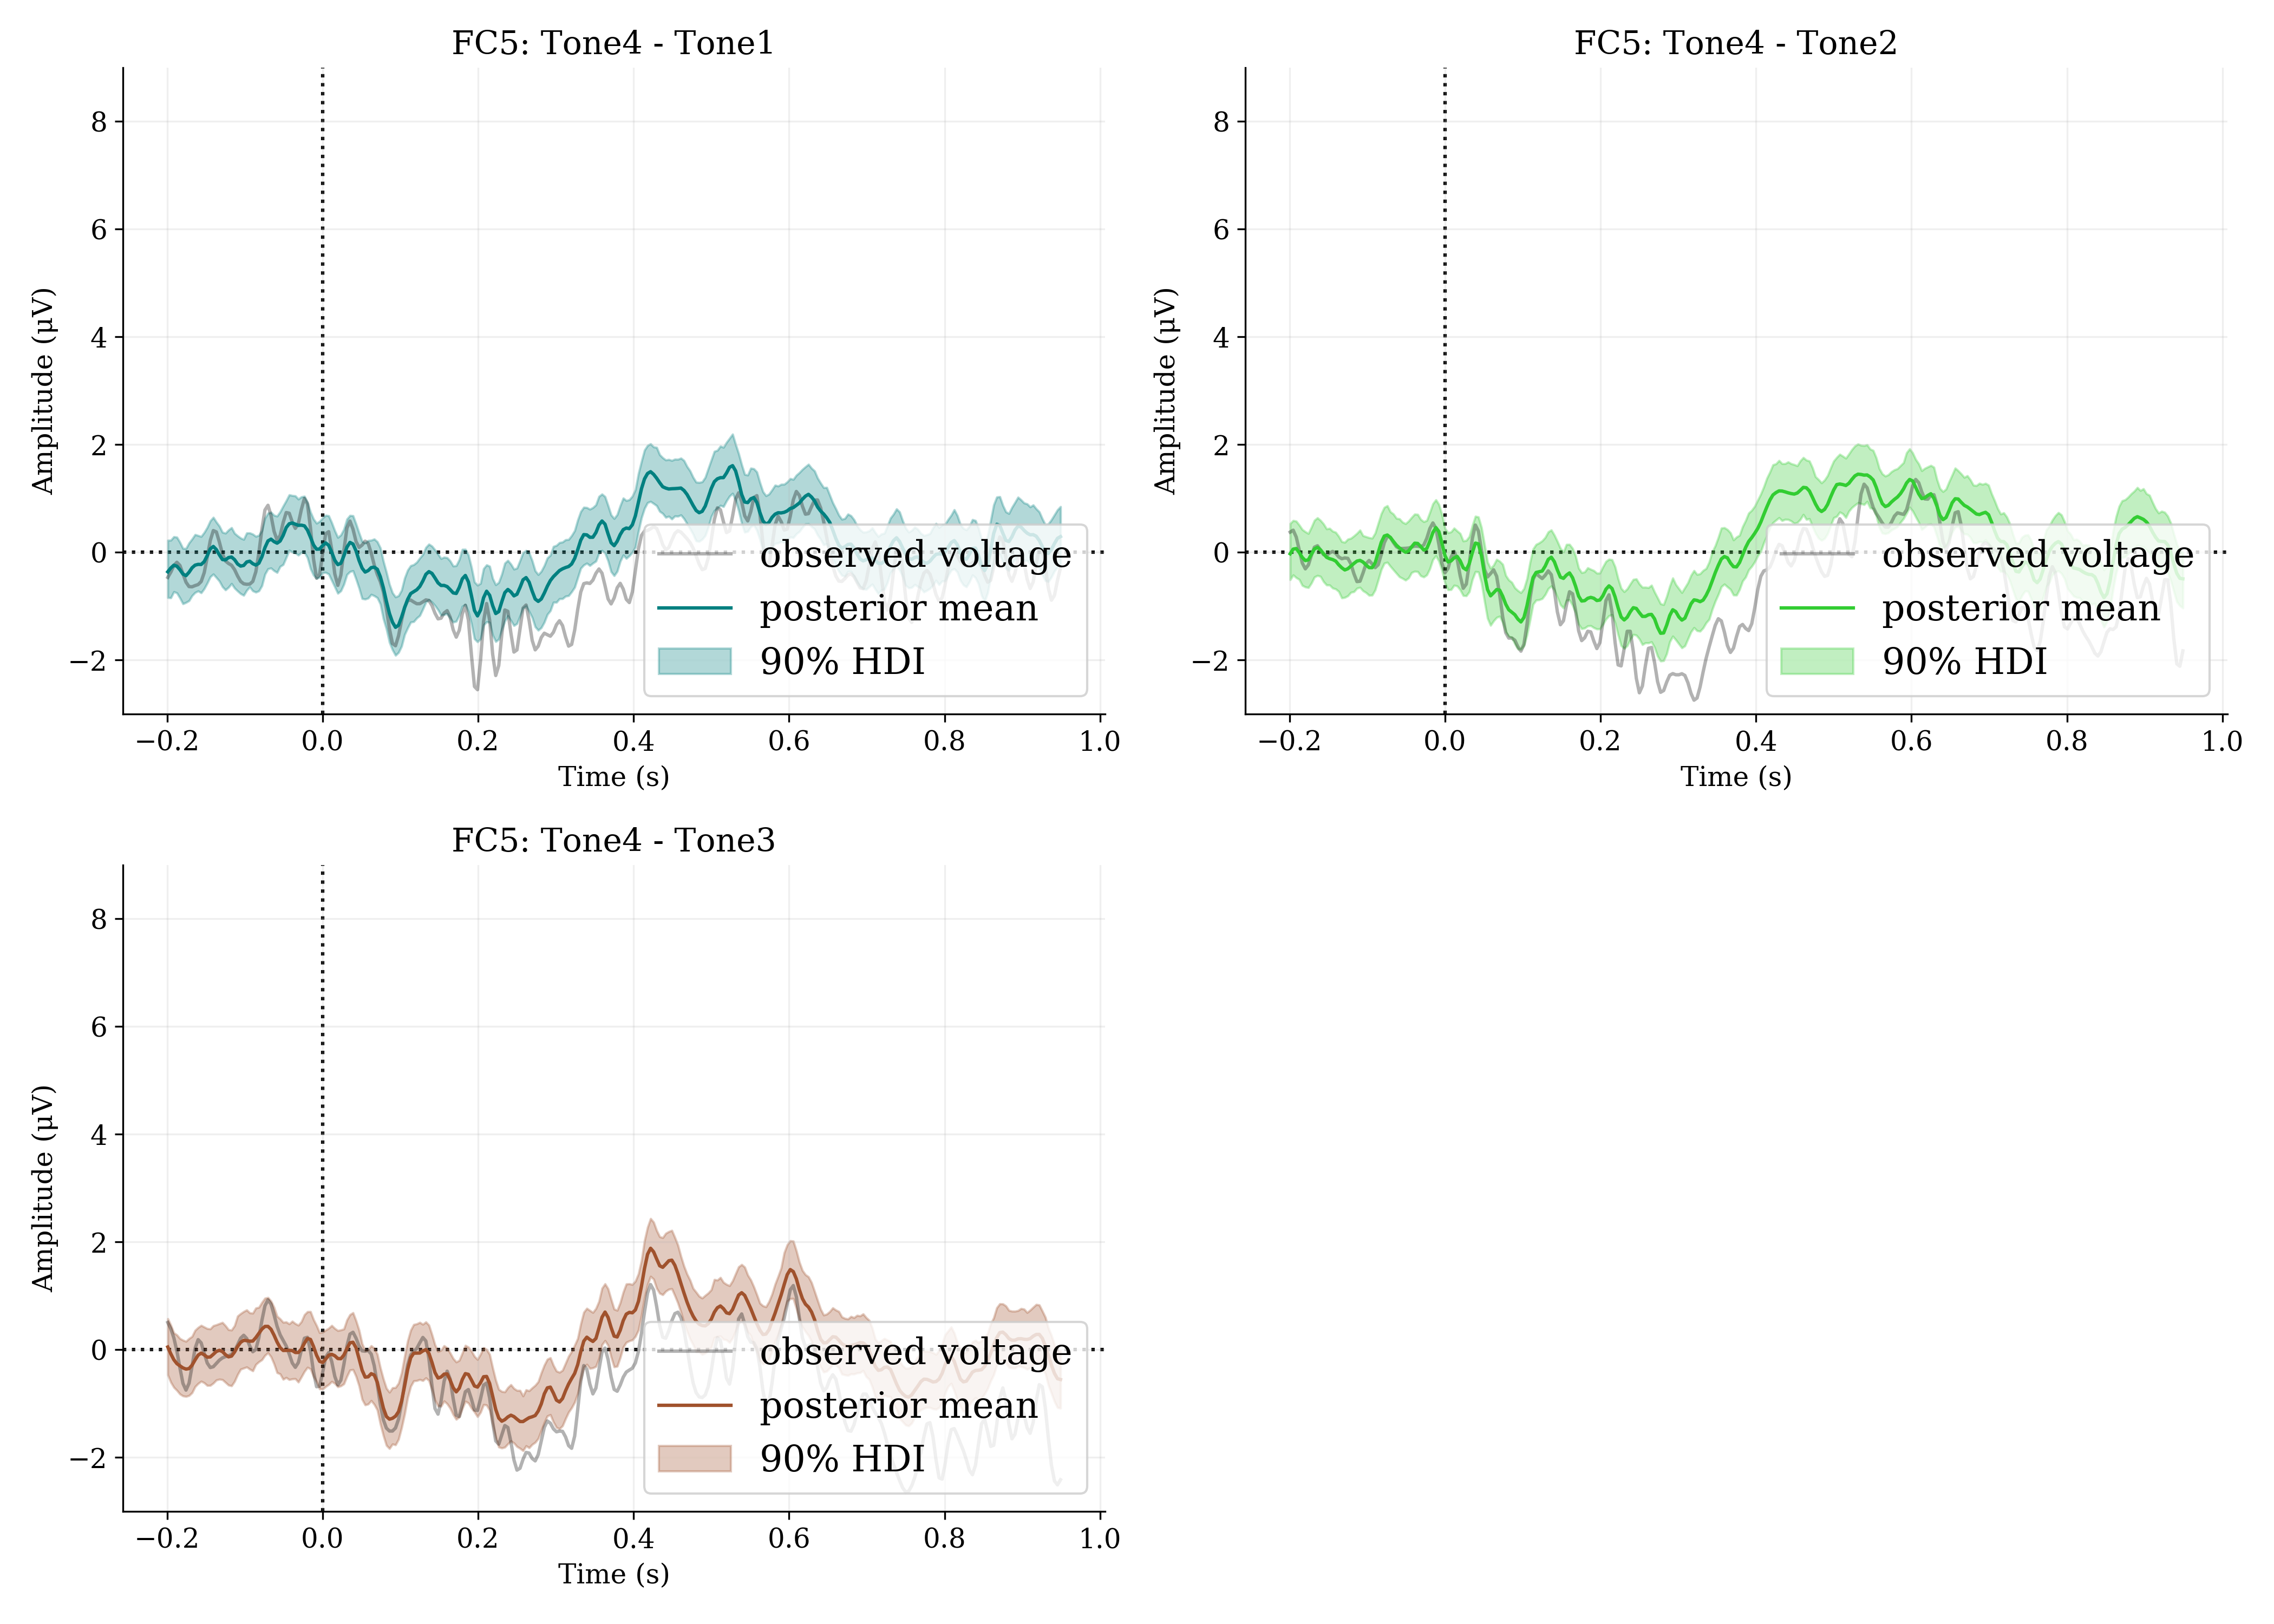 FC5: Tone4 - Tone1
8
6
4
2
0
−2
Amplitude (μV)
observed voltage
posterior mean
90% HDI
−0.2 0.0 0.2 0.4 0.6 0.8 1.0
Time (s)
FC5: Tone4 - Tone2
8
6
4
2
0
−2
Amplitude (μV)
observed voltage
posterior mean
90% HDI
−0.2 0.0 0.2 0.4 0.6 0.8 1.0
Time (s)
FC5: Tone4 - Tone3
8
6
4
2
0
−2
Amplitude (μV)
observed voltage
posterior mean
90% HDI
−0.2 0.0 0.2 0.4 0.6 0.8 1.0
Time (s)